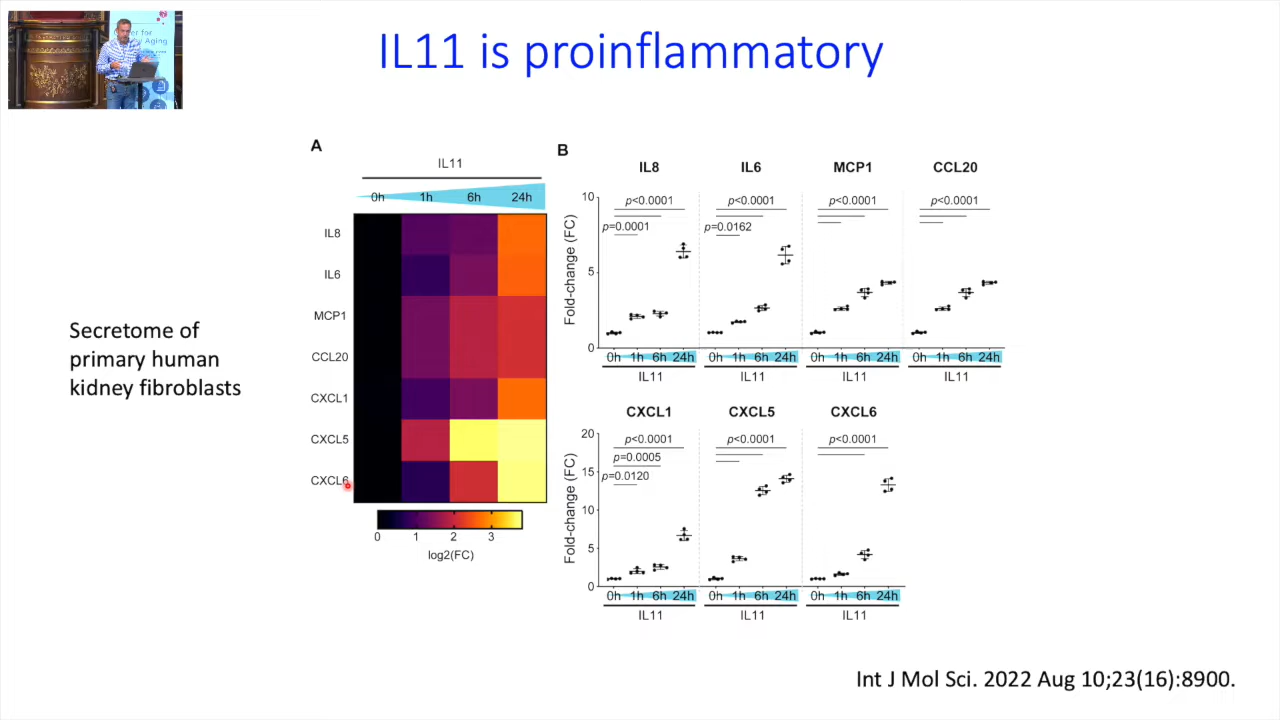 ter for
y Aging
IL11 is proinflammatory
Secretome of
primary human
kidney fibroblasts
A
IL11
0h 1h 6h 24h
IL8
IL6
MCP1
CCL20
CXCL1
CXCL5
CXCL6
0 1 2 3
log2(FC)
B
IL8 IL6 MCP1 CCL20
Fold-change (FC)
10
5
0
p<0.0001 p<0.0001 p<0.0001 p<0.0001
p=0.0001 p=0.0162
0h 1h 6h 24h 0h 1h 6h 24h 0h 1h 6h 24h 0h 1h 6h 24h
IL11 IL11 IL11 IL11
CXCL1 CXCL5 CXCL6
Fold-change (FC)
20
15
10
5
0
p<0.0001 p<0.0001 p<0.0001
p=0.0005
p=0.0120
0h 1h 6h 24h 0h 1h 6h 24h 0h 1h 6h 24h
IL11 IL11 IL11
Int J Mol Sci. 2022 Aug 10;23(16):8900.